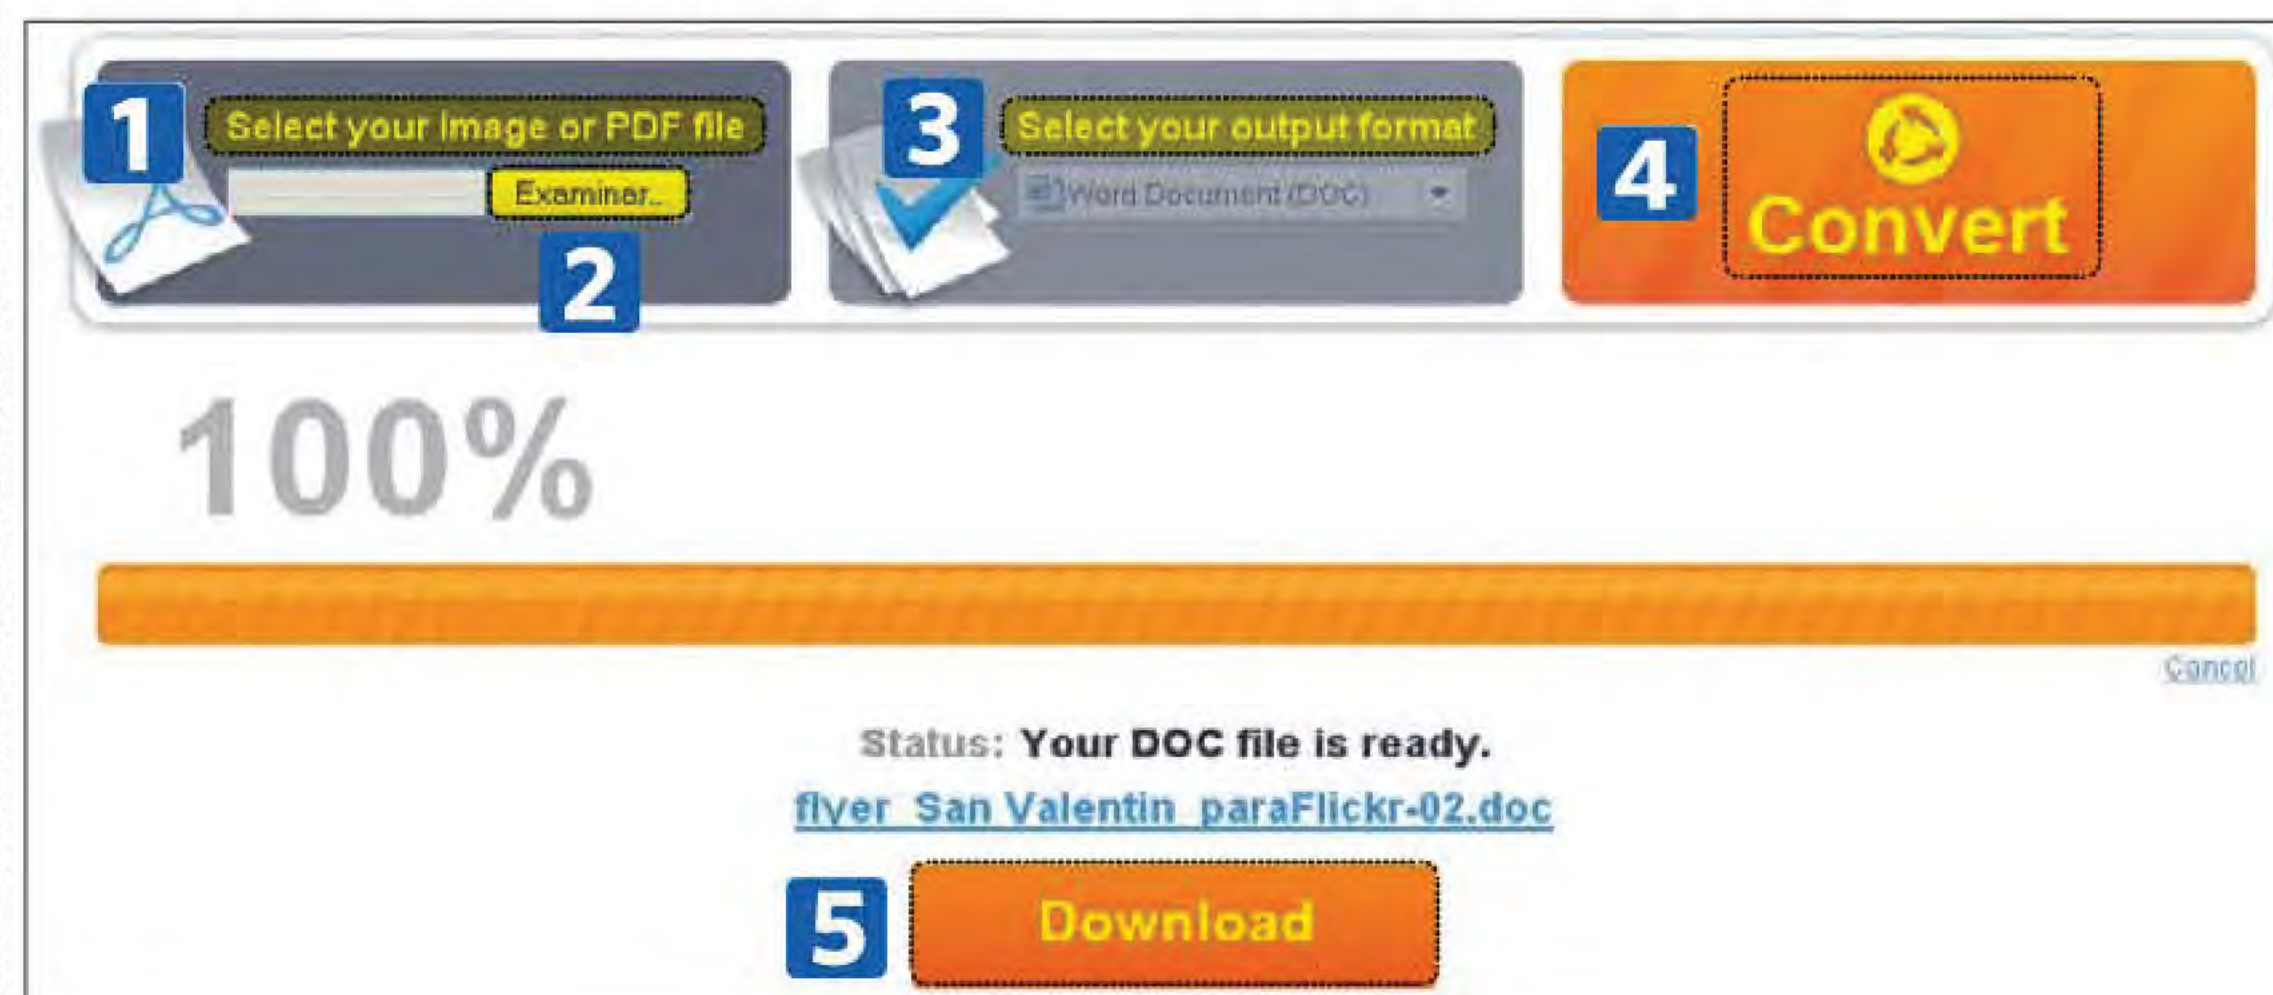 1 Select your image or PDF file
Examinar...
2
3 Select your output format
Word Document (DOC)
4 Convert
100%
Cancel
Status: Your DOC file is ready.
flyer_San Valentin_paraFlickr-02.doc
5 Download